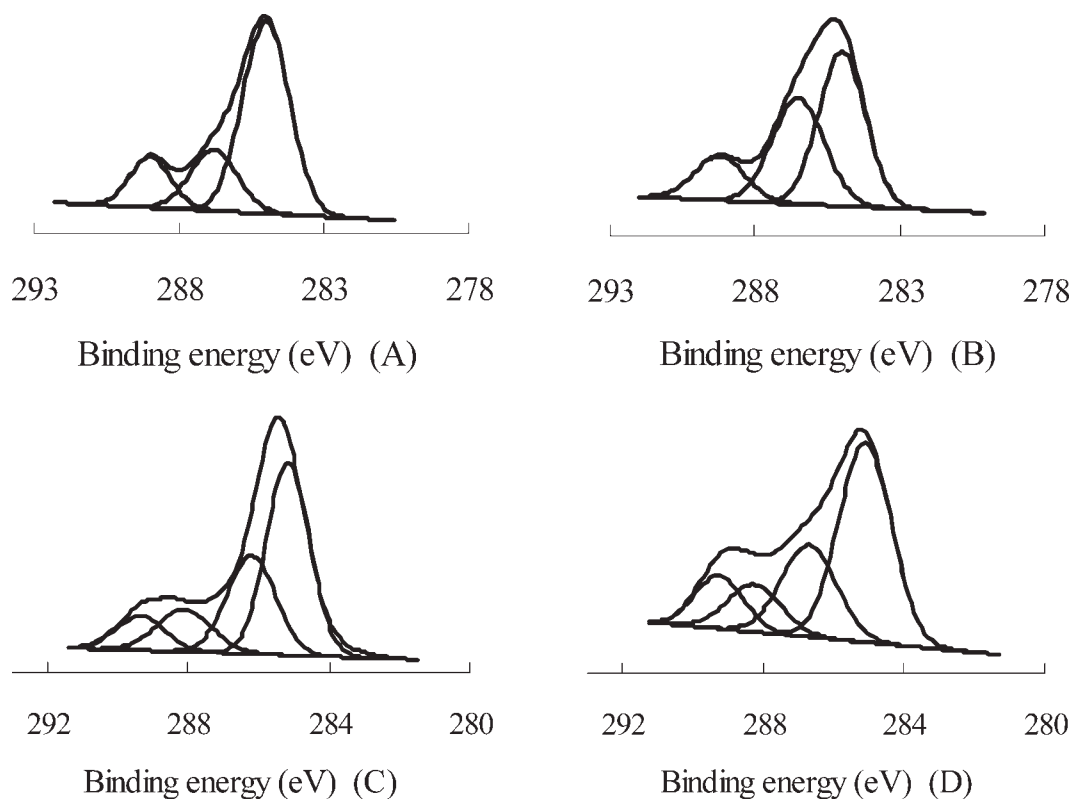 293 288 283 278
Binding energy (eV) (A)
293 288 283 278
Binding energy (eV) (B)
292 288 284 280
Binding energy (eV) (C)
292 288 284 280
Binding energy (eV) (D)